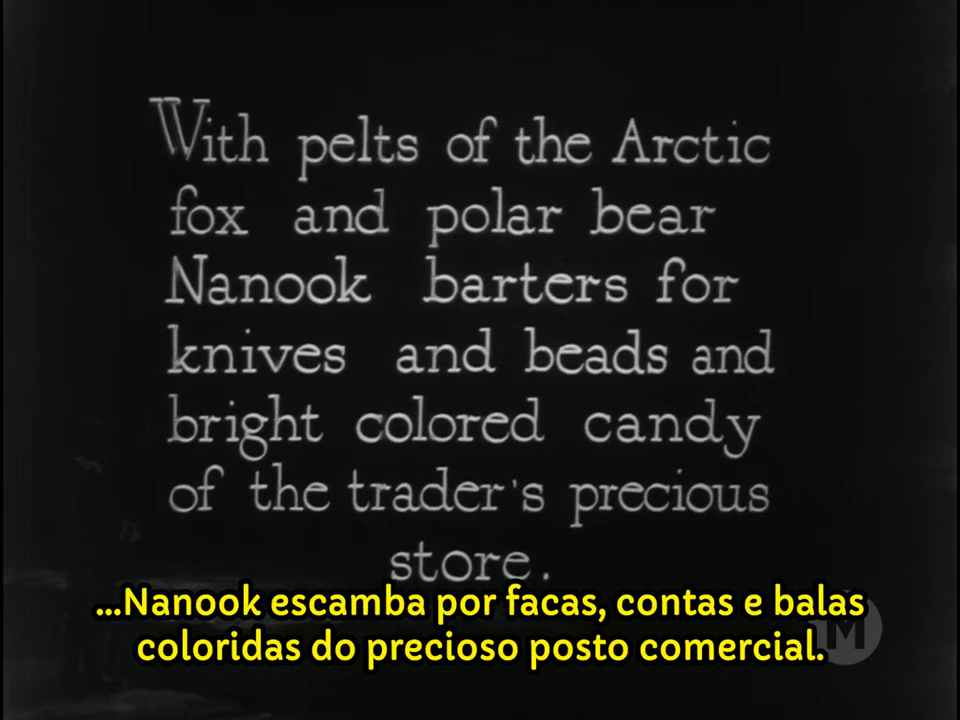 With pelts of the Arctic
fox and polar bear
Nanook barters for
knives and beads and
bright colored candy
of the trader's precious
store.
...Nanook escamba por facas, contas e balas
coloridas do precioso posto comercial.
M